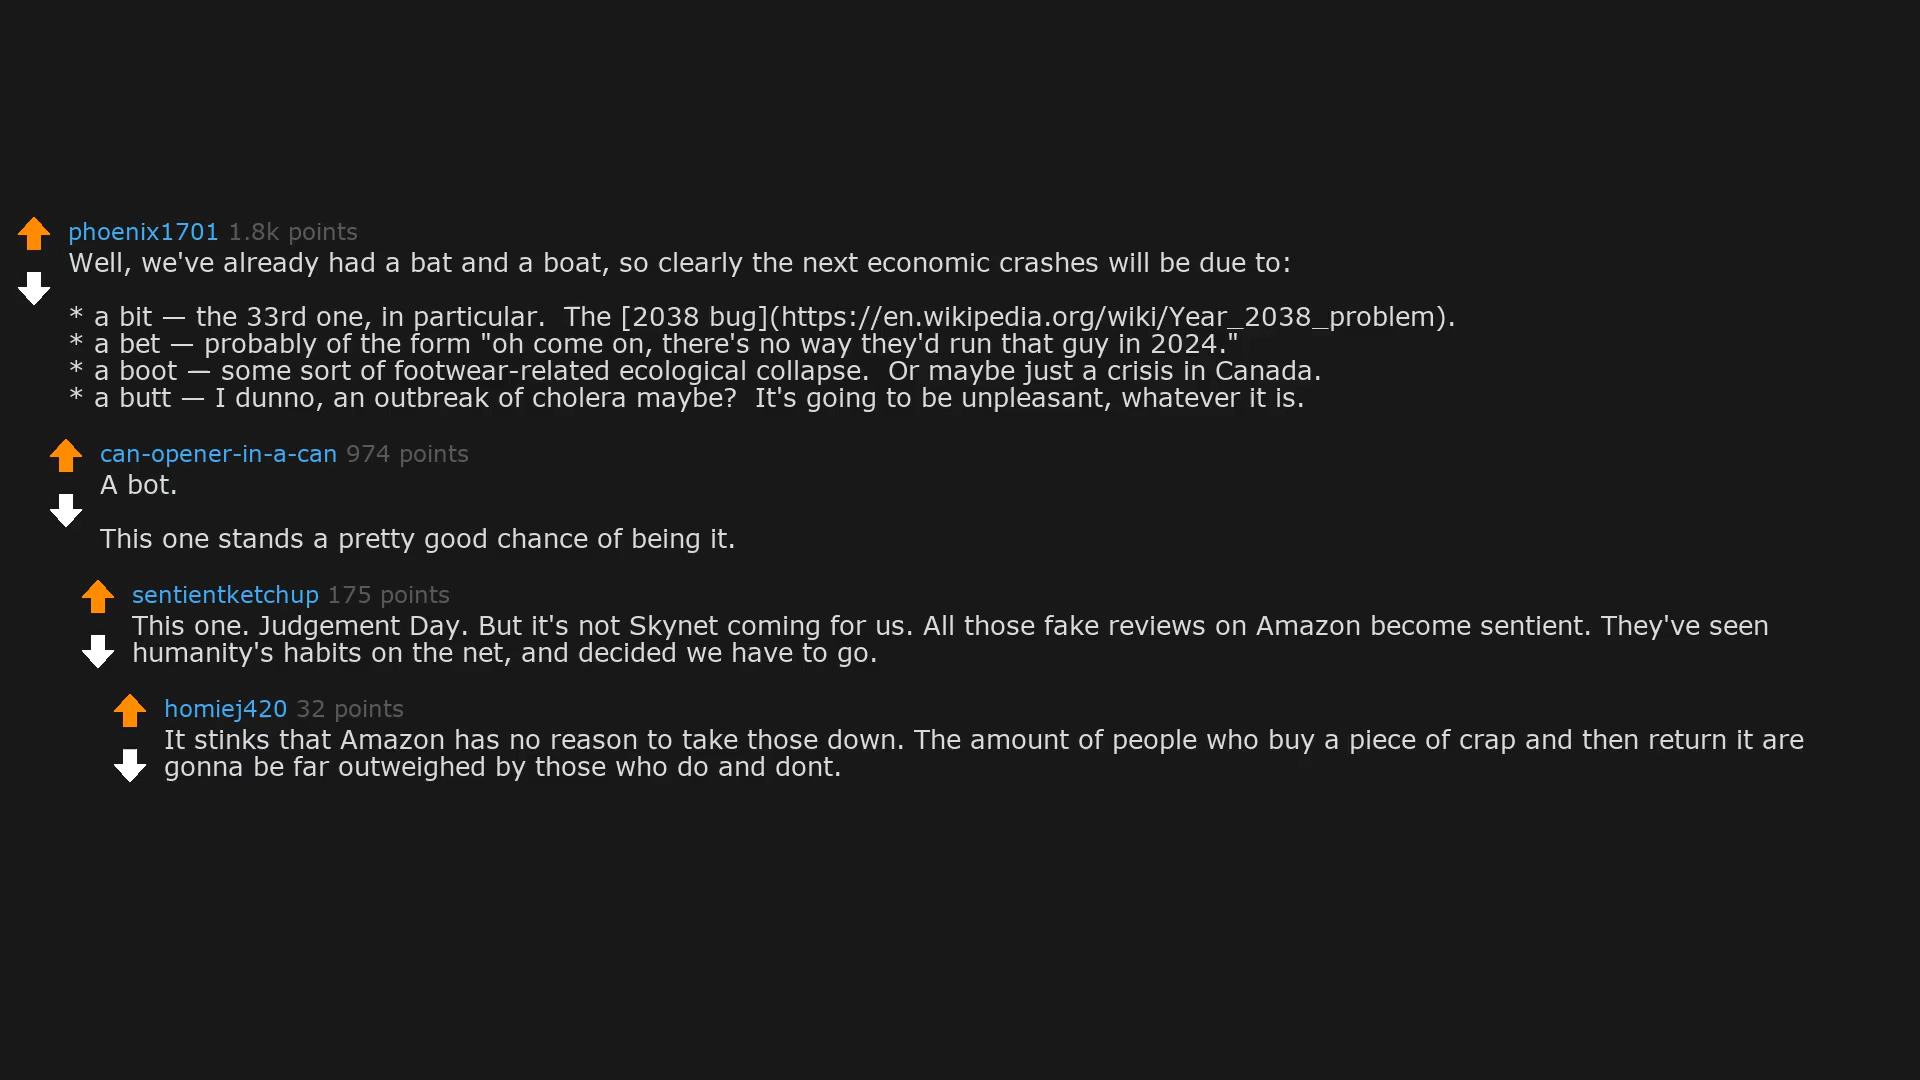 phoenix1701 1.8k points
Well, we've already had a bat and a boat, so clearly the next economic crashes will be due to:
* a bit — the 33rd one, in particular.  The [2038 bug](https://en.wikipedia.org/wiki/Year_2038_problem).
* a bet — probably of the form "oh come on, there's no way they'd run that guy in 2024."
* a boot — some sort of footwear-related ecological collapse.  Or maybe just a crisis in Canada.
* a butt — I dunno, an outbreak of cholera maybe?  It's going to be unpleasant, whatever it is.
can-opener-in-a-can 974 points
A bot.
This one stands a pretty good chance of being it.
sentientketchup 175 points
This one. Judgement Day. But it's not Skynet coming for us. All those fake reviews on Amazon become sentient. They've seen
humanity's habits on the net, and decided we have to go.
homiej420 32 points
It stinks that Amazon has no reason to take those down. The amount of people who buy a piece of crap and then return it are
gonna be far outweighed by those who do and dont.